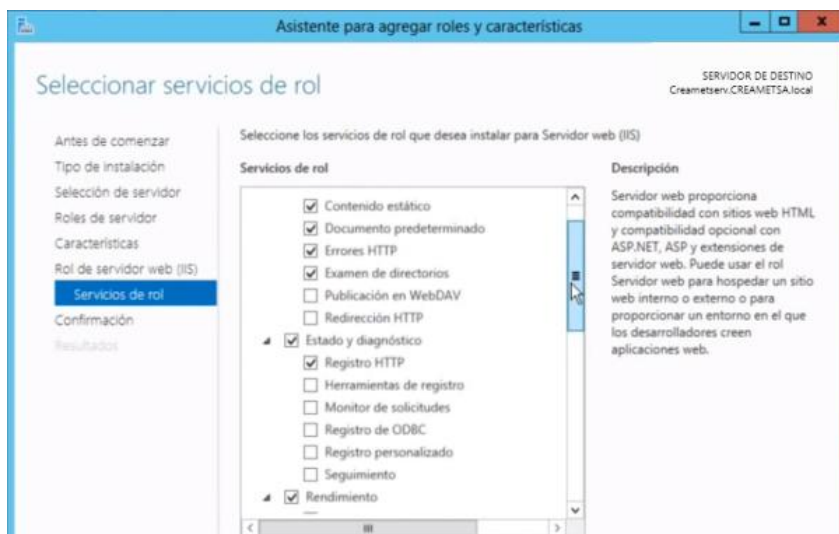 Asistente para agregar roles y características
Seleccionar servicios de rol
SERVIDOR DE DESTINO
Creametserv.CREAMETSA.local
Antes de comenzar
Tipo de instalación
Selección de servidor
Roles de servidor
Características
Rol de servidor web (IIS)
Servicios de rol
Confirmación
Resultados
Seleccione los servicios de rol que desea instalar para Servidor web (IIS)
Servicios de rol
Contenido estático
Documento predeterminado
Errores HTTP
Examen de directorios
Publicación en WebDAV
Redirección HTTP
Estado y diagnóstico
Registro HTTP
Herramientas de registro
Monitor de solicitudes
Registro de ODBC
Registro personalizado
Seguimiento
Rendimiento
Descripción
Servidor web proporciona
compatibilidad con sitios web HTML
y compatibilidad opcional con
ASP.NET, ASP y extensiones de
servidor web. Puede usar el rol
Servidor web para hospedar un sitio
web interno o externo o para
proporcionar un entorno en el que
los desarrolladores creen
aplicaciones web.